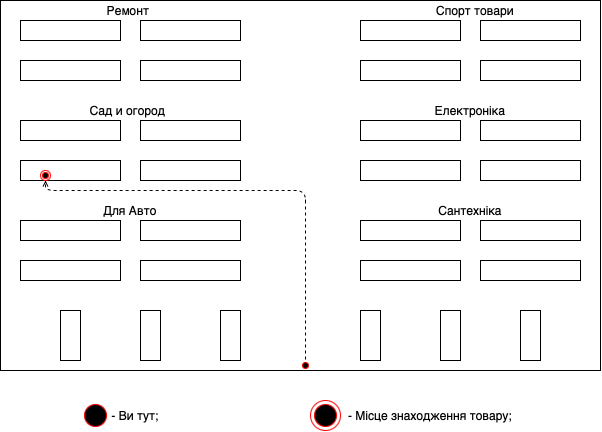 Ремонт
Спорт товари
Сад и огород
Електроніка
Для Авто
Сантехніка
- Ви тут;
- Місце знаходження товару;